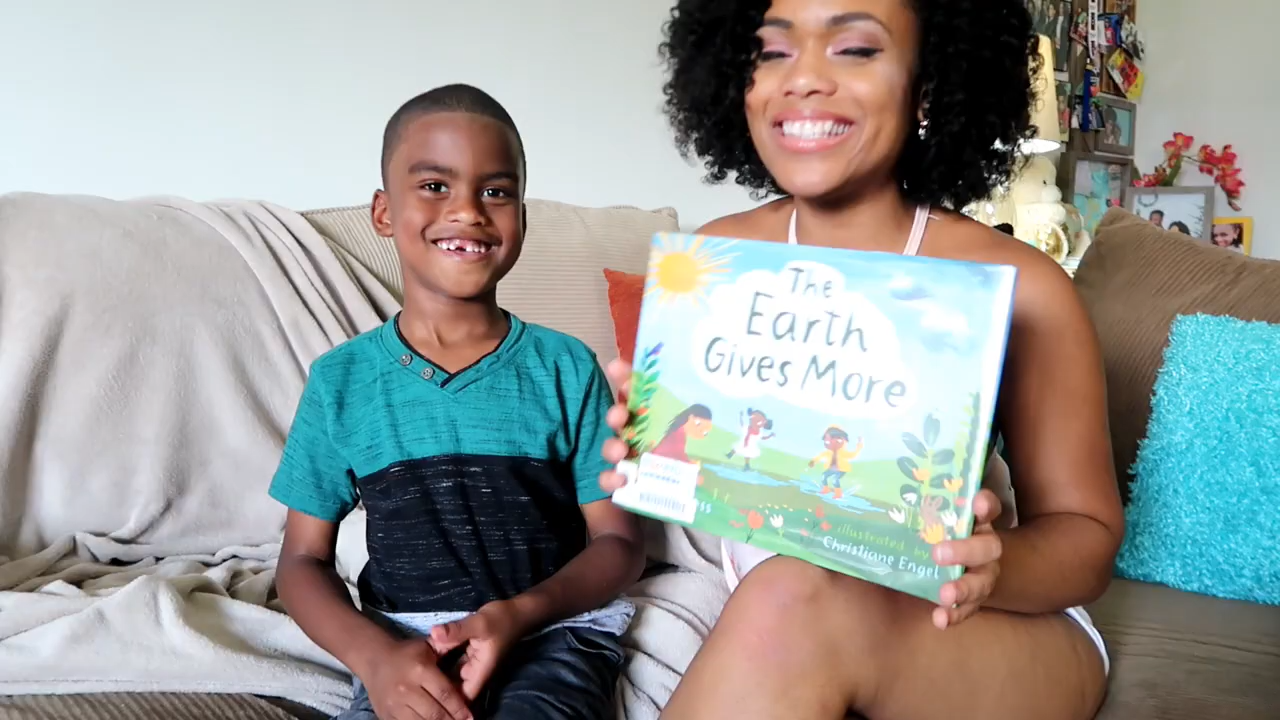 The
Earth
Gives More
illustrated by
Christiane Engel